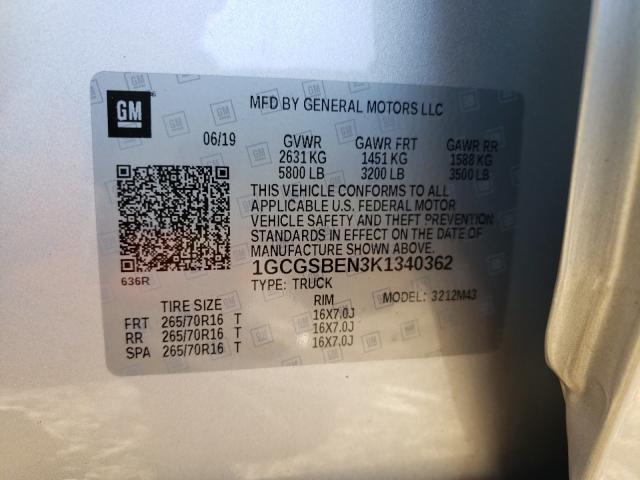 GM
MFD BY GENERAL MOTORS LLC
06/19 GVWR GAWR FRT GAWR RR
2631 KG 1451 KG 1588 KG
5800 LB 3200 LB 3500 LB
THIS VEHICLE CONFORMS TO ALL
APPLICABLE U.S. FEDERAL MOTOR
VEHICLE SAFETY AND THEFT PREVENTION
STANDARDS IN EFFECT ON THE DATE OF
MANUFACTURE SHOWN ABOVE.
636R
1GCGSBEN3K1340362
TYPE: TRUCK MODEL: 3212M43
TIRE SIZE RIM
FRT 265/70R16 T 16X7.0J
RR 265/70R16 T 16X7.0J
SPA 265/70R16 T 16X7.0J